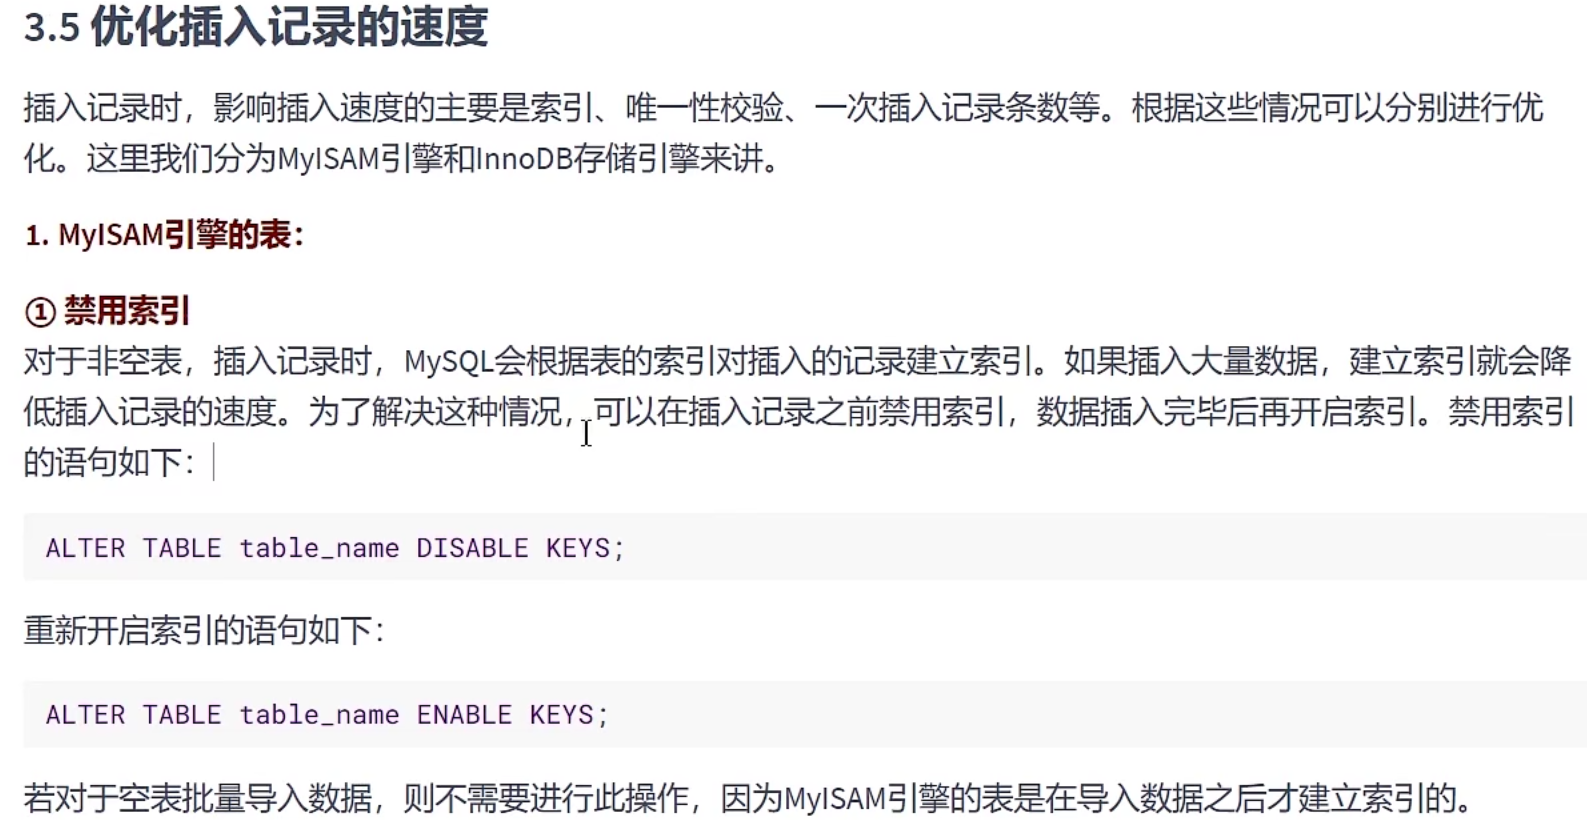 3.5 优化插入记录的速度
插入记录时，影响插入速度的主要是索引、唯一性校验、一次插入记录条数等。根据这些情况可以分别进行优
化。这里我们分为MyISAM引擎和InnoDB存储引擎来讲。
1. MyISAM引擎的表：
① 禁用索引
对于非空表，插入记录时，MySQL会根据表的索引对插入的记录建立索引。如果插入大量数据，建立索引就会降
低插入记录的速度。为了解决这种情况，可以在插入记录之前禁用索引，数据插入完毕后再开启索引。禁用索引
的语句如下：
ALTER TABLE table_name DISABLE KEYS;
重新开启索引的语句如下：
ALTER TABLE table_name ENABLE KEYS;
若对于空表批量导入数据，则不需要进行此操作，因为MyISAM引擎的表是在导入数据之后才建立索引的。